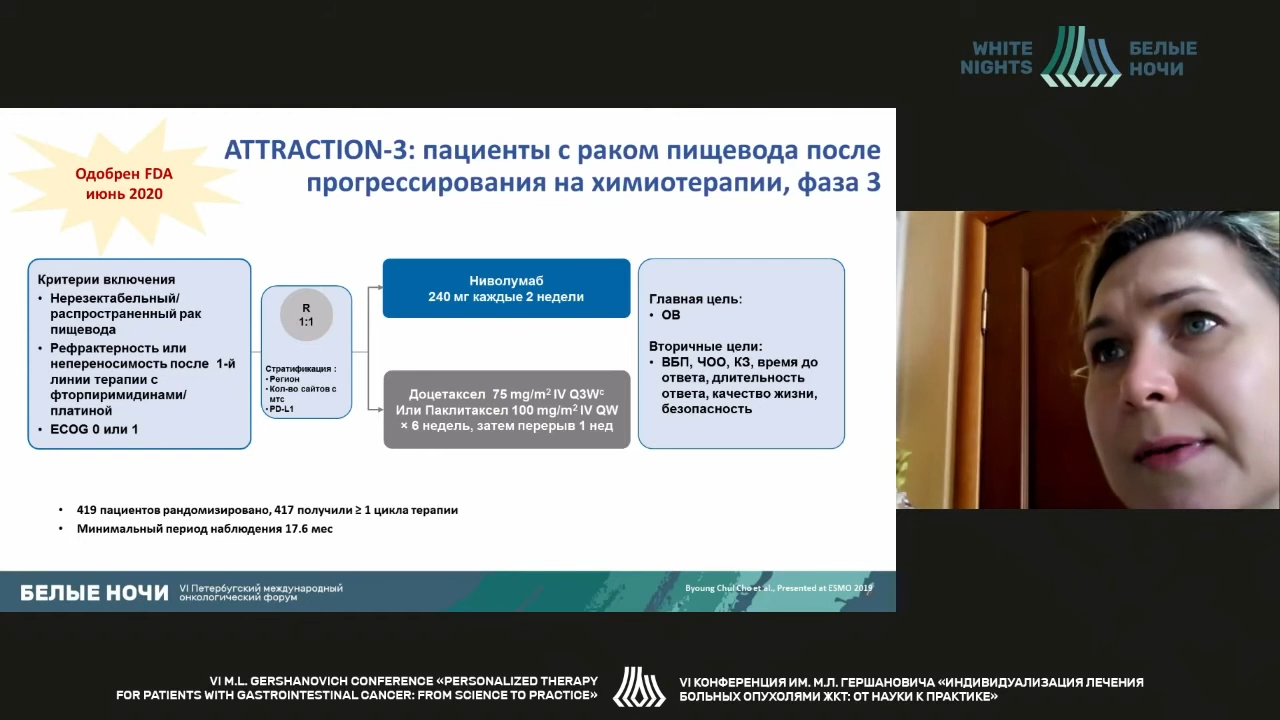 WHITE
NIGHTS
БЕЛЫЕ
НОЧИ
Одобрен FDA
июнь 2020
ATTRACTION-3: пациенты с раком пищевода после
прогрессирования на химиотерапии, фаза 3
Критерии включения
• Нерезектабельный/
распространенный рак
пищевода
• Рефрактерность или
непереносимость после 1-й
линии терапии с
фторпиримидинами/
платиной
• ECOG 0 или 1
R
1:1
Стратификация :
• Регион
• Кол-во сайтов с
мтс
• PD-L1
Ниволумаб
240 мг каждые 2 недели
Доцетаксел 75 mg/m² IV Q3Wᶜ
Или Паклитаксел 100 mg/m² IV QW
× 6 недель, затем перерыв 1 нед
Главная цель:
• ОВ
Вторичные цели:
• ВБП, ЧОО, КЗ, время до
ответа, длительность
ответа, качество жизни,
безопасность
• 419 пациентов рандомизировано, 417 получили ≥ 1 цикла терапии
• Минимальный период наблюдения 17.6 мес
БЕЛЫЕ НОЧИ
VI Петербугский международный
онкологический форум
Byoung Chul Cho et al., Presented at ESMO 2019
VI M.L. GERSHANOVICH CONFERENCE «PERSONALIZED THERAPY
FOR PATIENTS WITH GASTROINTESTINAL CANCER: FROM SCIENCE TO PRACTICE»
VI КОНФЕРЕНЦИЯ ИМ. М.Л. ГЕРШАНОВИЧА «ИНДИВИДУАЛИЗАЦИЯ ЛЕЧЕНИЯ
БОЛЬНЫХ ОПУХОЛЯМИ ЖКТ: ОТ НАУКИ К ПРАКТИКЕ»